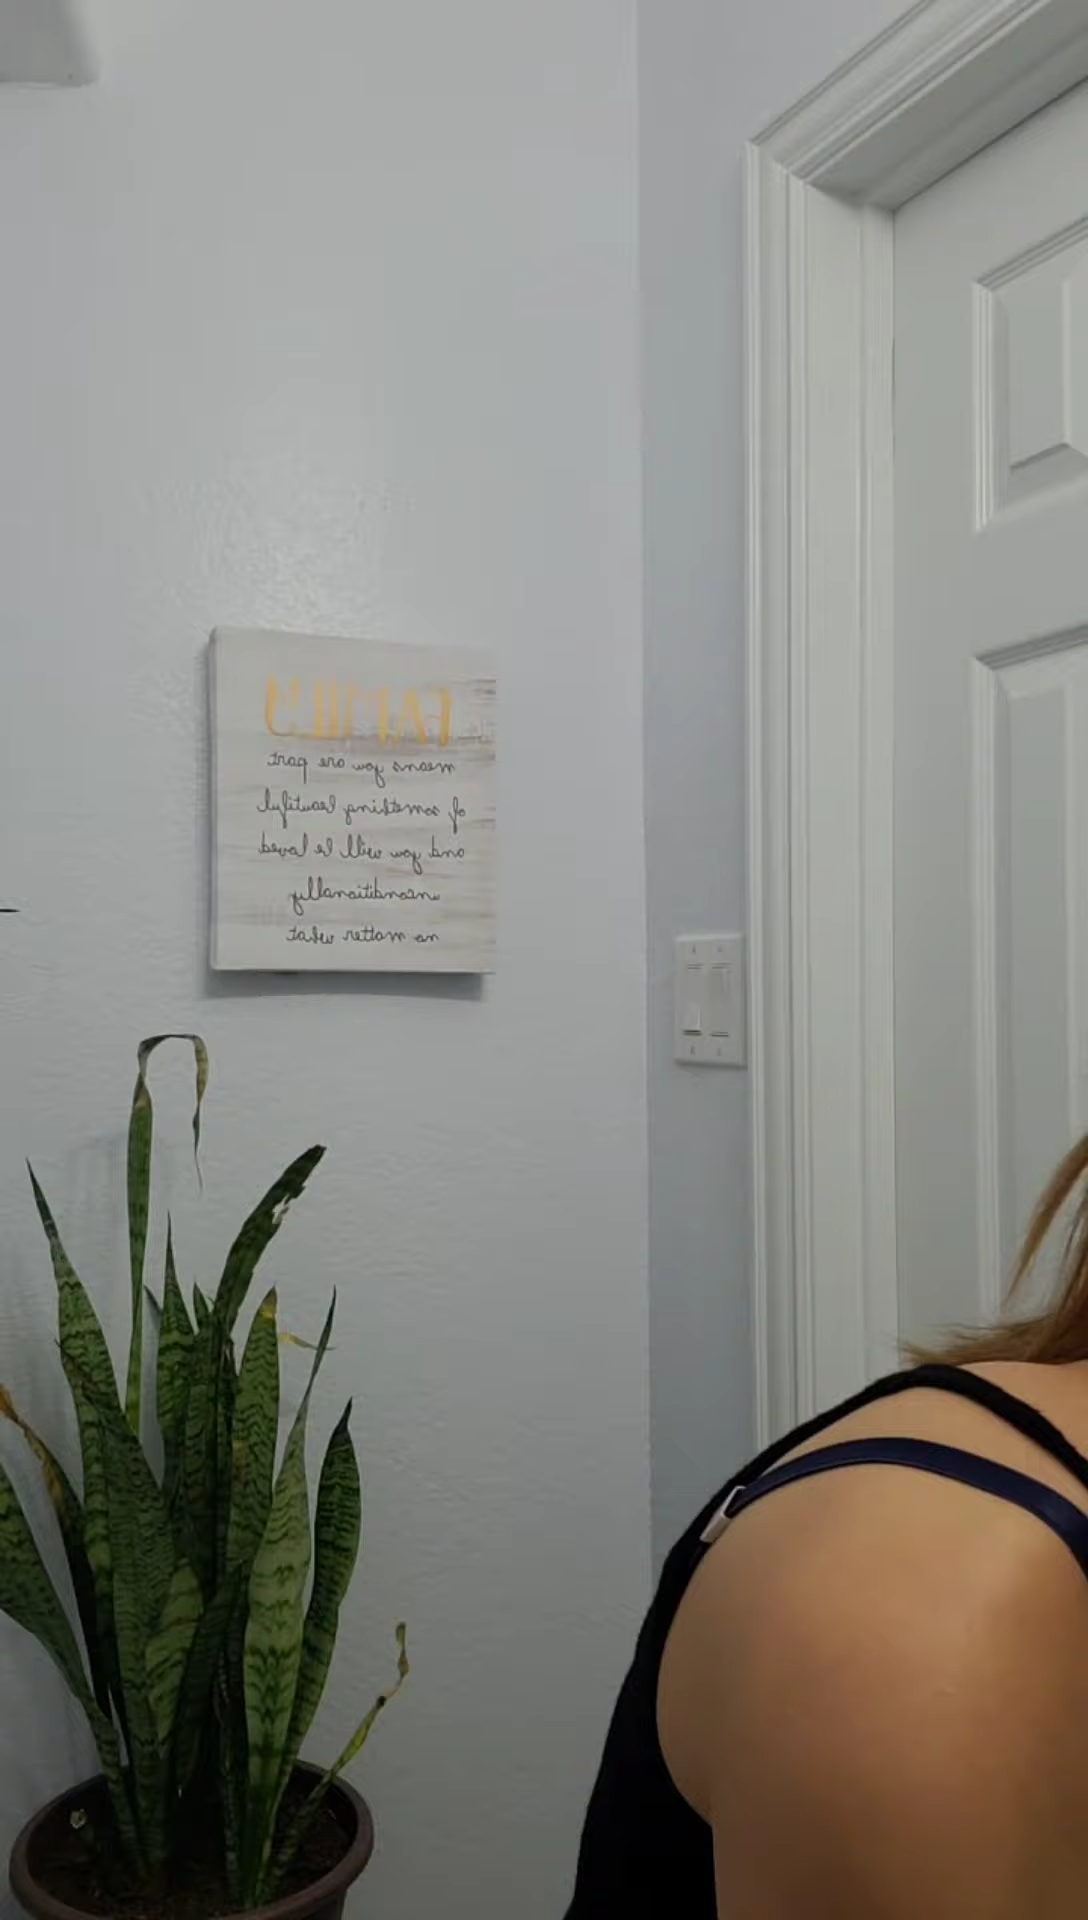 FAMILY
means you are part
of something beautiful
and you will be loved
unconditionally
no matter what